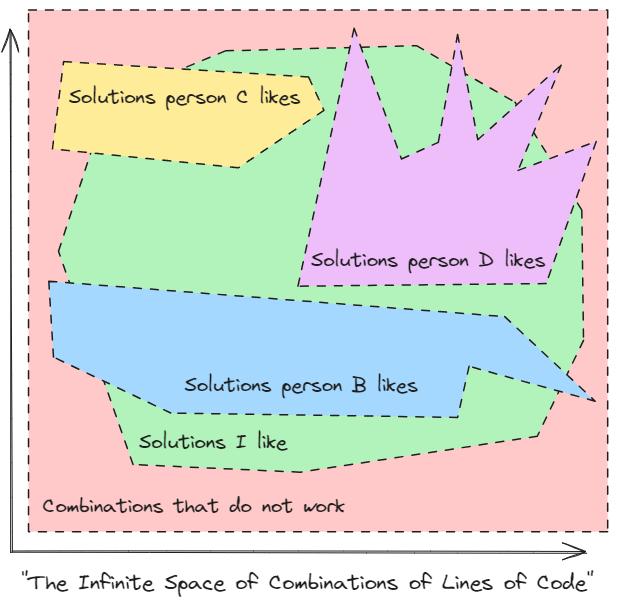 Solutions person C likes
Solutions person D likes
Solutions person B likes
Solutions I like
Combinations that do not work
"The Infinite Space of Combinations of Lines of Code"